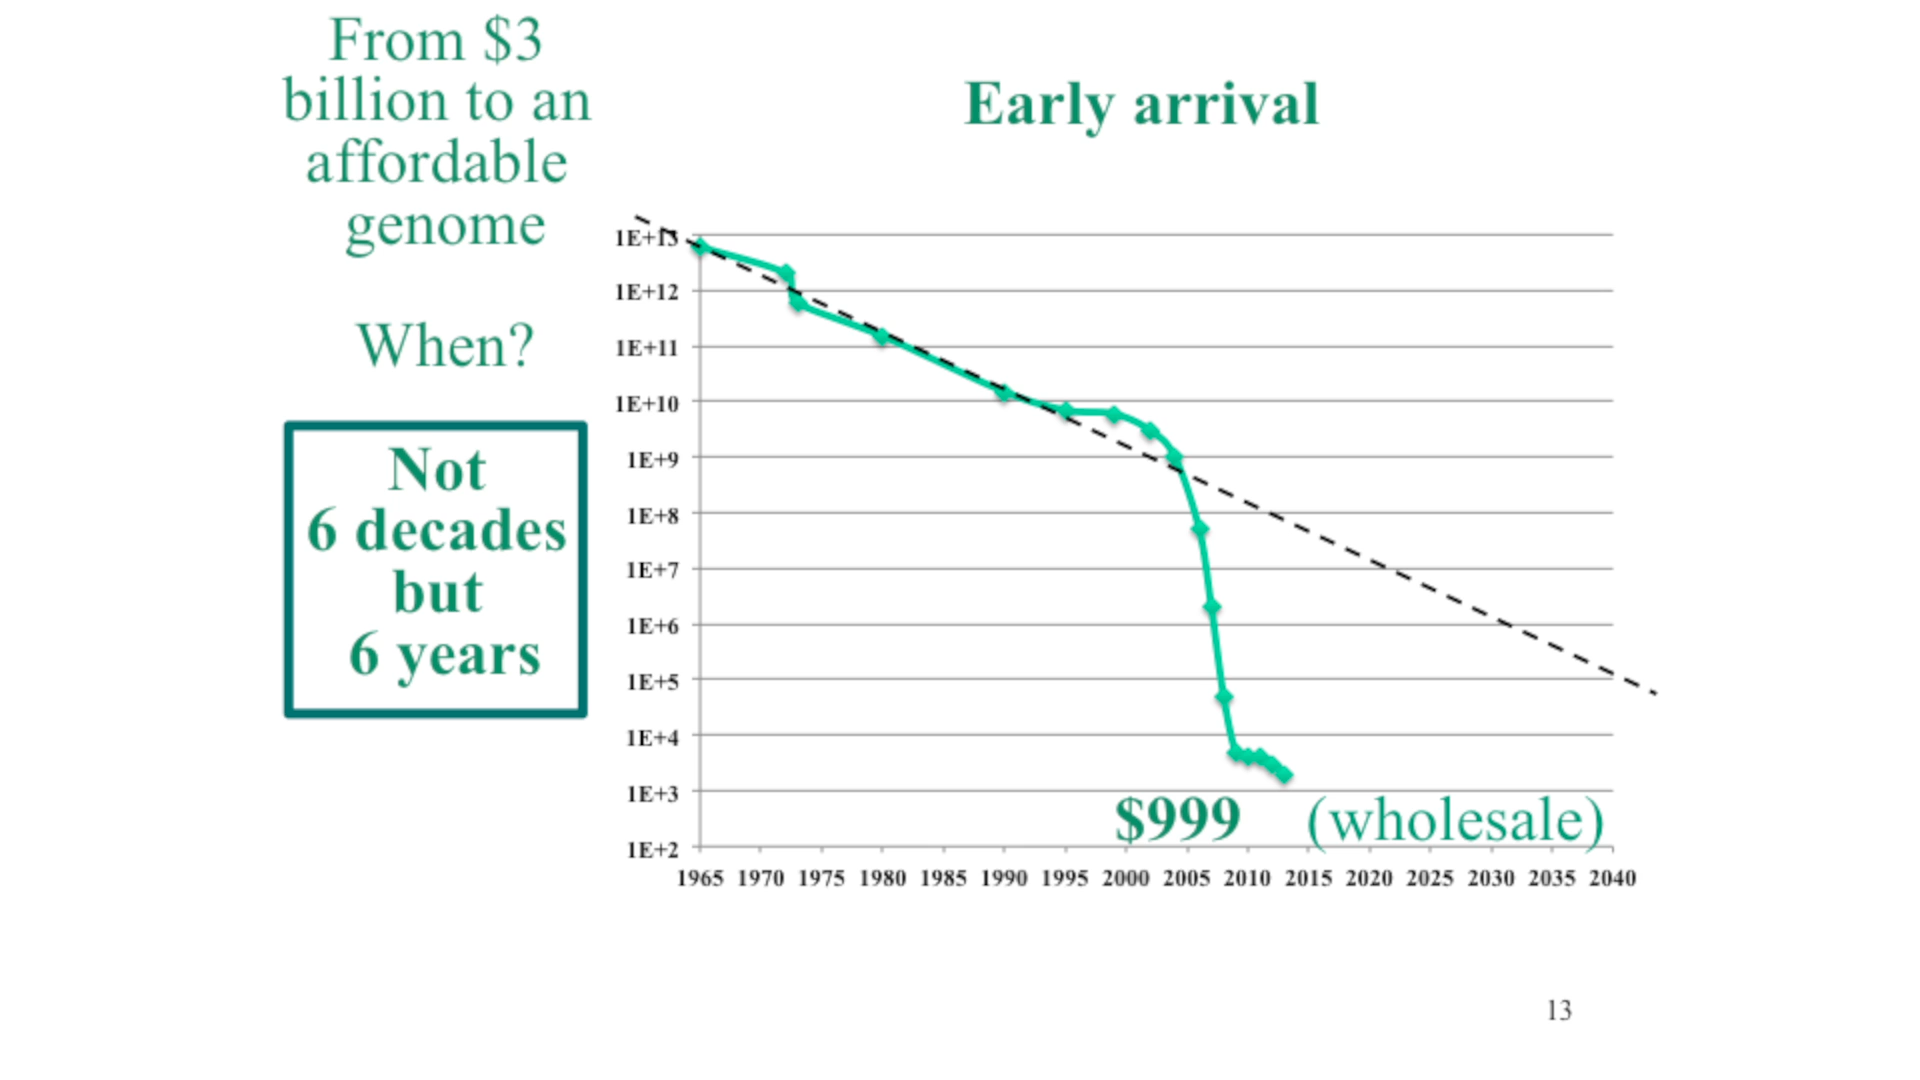 From $3
billion to an
affordable
genome
When?
Not
6 decades
but
6 years
Early arrival
1E+13
1E+12
1E+11
1E+10
1E+9
1E+8
1E+7
1E+6
1E+5
1E+4
1E+3
1E+2
$999 (wholesale)
1965 1970 1975 1980 1985 1990 1995 2000 2005 2010 2015 2020 2025 2030 2035 2040
13